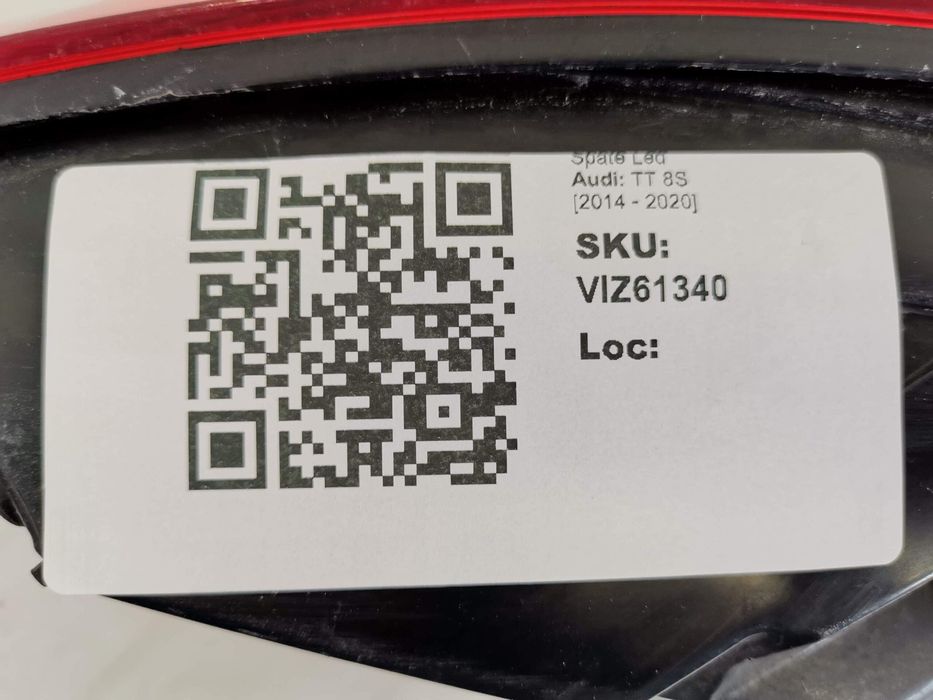 Spate Led
Audi: TT 8S
[2014 - 2020]
SKU:
VIZ61340
Loc: